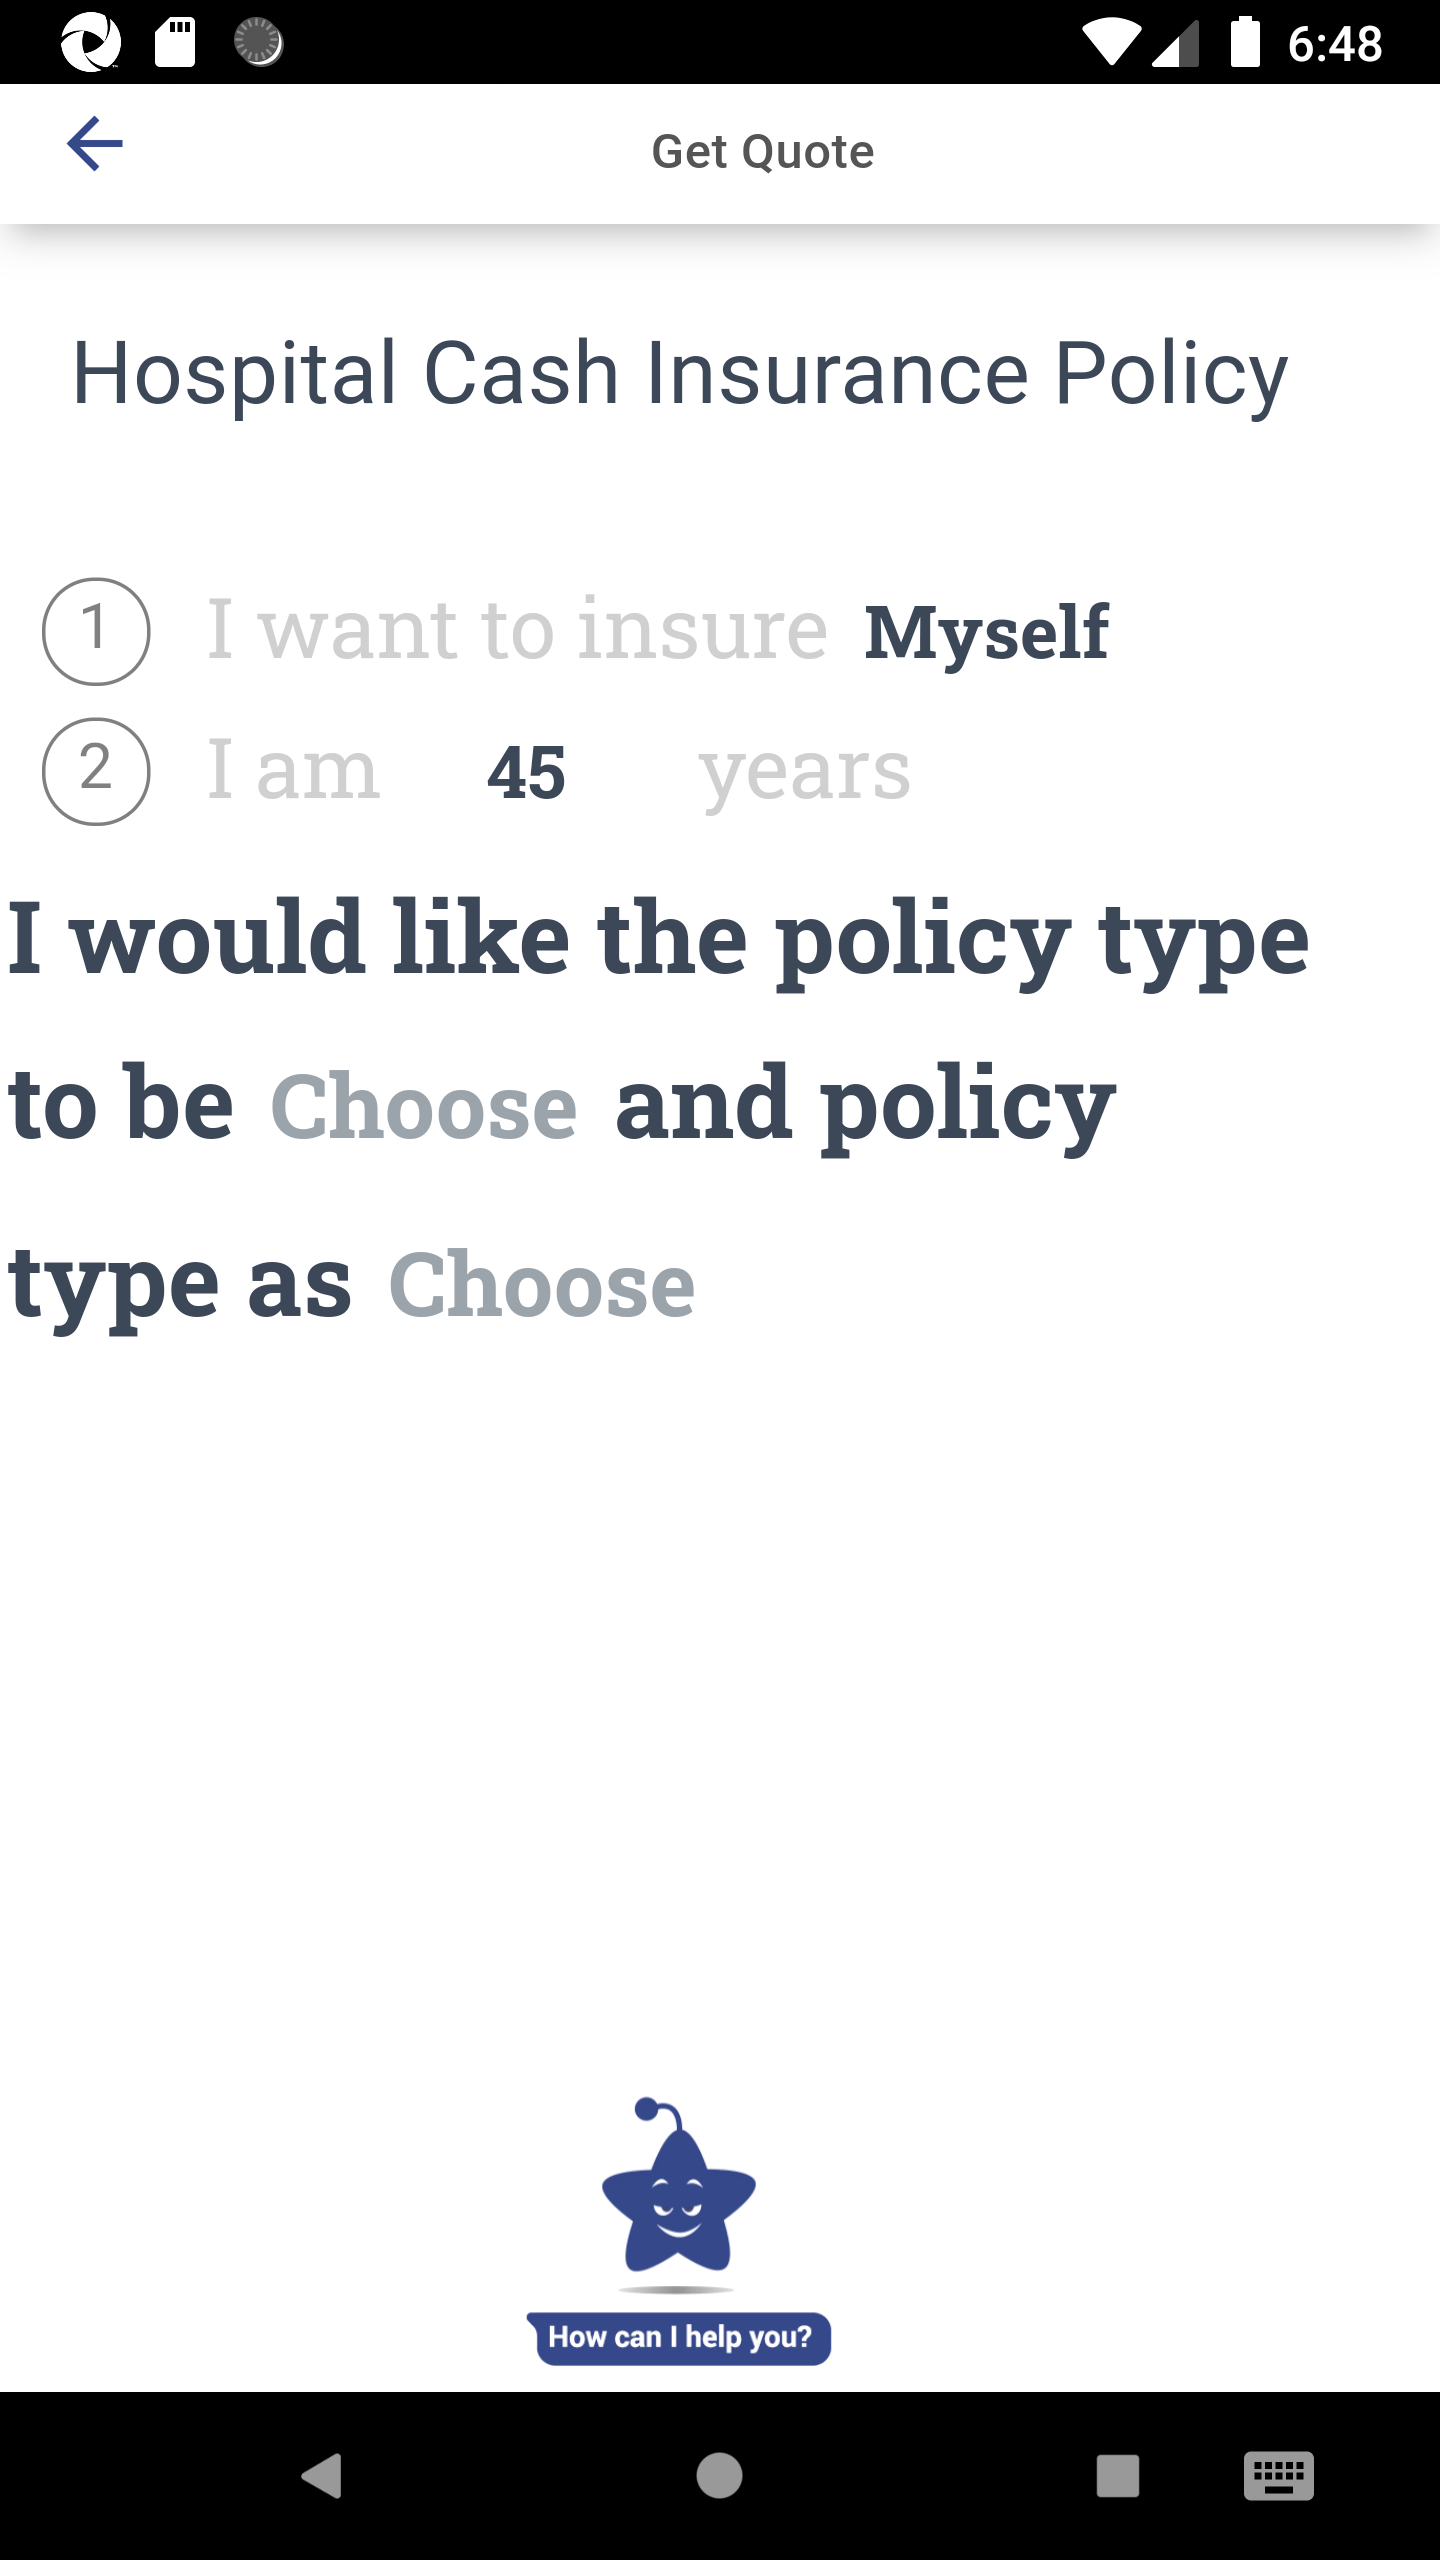 6:48
Get Quote
Hospital Cash Insurance Policy
1 I want to insure Myself
2 I am 45 years
I would like the policy type
to be Choose and policy
type as Choose
How can I help you?